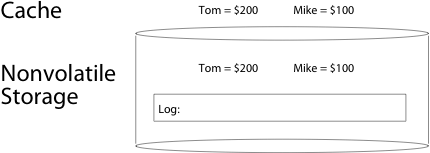 Cache
Tom = $200 Mike = $100
Nonvolatile
Storage
Tom = $200 Mike = $100
Log: